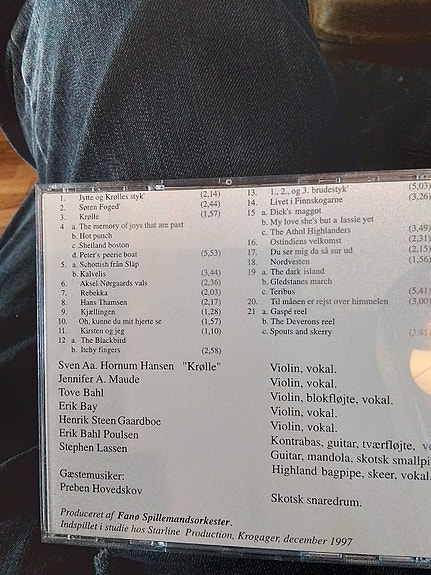 1. Jytte og Krølles styk' (2,14)
2. Søren Foged' (2,44)
3. Krølle (1,57)
4 a. The memory of joys that are past
b. Hot punch
c. Shetland boston
d. Peter's peerie boat (5,53)
5. a. Schottish fra Slap
b. Kalvelis (3,44)
6. Aksel Nørgaards vals (2,36)
7. Rebekka (2,03)
8. Hans Thamsen (2,17)
9. Kjællingen (1,28)
10. Oh, kunne du mit hjerte se (1,57)
11. Kirsten og jeg (1,10)
12 a. The Blackbird
b. Itchy fingers (2,58)
13. 1., 2., og 3. brudestyk' (5,03)
14. Livet i Finnskogarne (3,26)
15 a. Dick's maggot
b. My love she's but a lassie yet
c. The Athol Highlanders (3,49)
16. Ostindiens velkomst (2,31)
17. Du ser mig da så sur ud (2,15)
18. Nordvesten (1,56)
19 a. The dark island
b. Gledstanes march
c. Teribus (5,41)
20. Til månen er rejst over himmelen (3,00)
21 a. Gaspé reel
b. The Deverons reel
c. Spouts and skerry (3,41)
Sven Aa. Hornum Hansen "Krølle" Violin, vokal.
Jennifer A. Maude Violin, vokal.
Tove Bahl Violin, blokfløjte, vokal.
Erik Bay Violin, vokal.
Henrik Steen Gaardboe Violin, vokal.
Erik Bahl Poulsen Kontrabas, guitar, tværfløjte,
Stephen Lassen Guitar, mandola, skotsk smallpi
Highland bagpipe, skeer, vokal.
Gæstemusiker:
Preben Hovedskov Skotsk snaredrum.
Produceret af Fanø Spillemandsorkester.
Indspillet i studie hos Starline Production, Krogager, december 1997